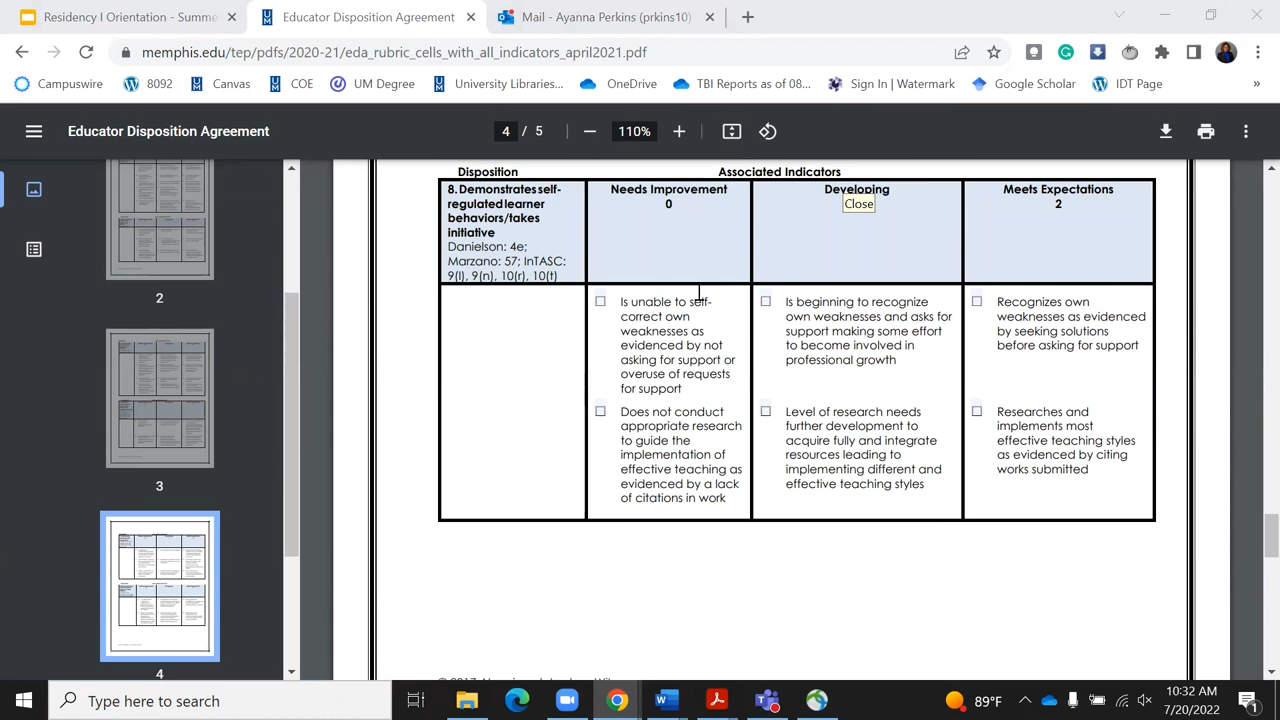 Residency I Orientation - Summe
Educator Disposition Agreement
Mail - Ayanna Perkins (prkins10)
memphis.edu/tep/pdfs/2020-21/eda_rubric_cells_with_all_indicators_april2021.pdf
Campuswire
8092
Canvas
COE
UM Degree
University Libraries...
OneDrive
TBI Reports as of 08...
Sign In | Watermark
Google Scholar
IDT Page
»
Educator Disposition Agreement
4 / 5
110%
2
3
4
Disposition
Associated Indicators
8. Demonstrates self-
regulated learner
behaviors/takes
initiative
Danielson: 4e;
Marzano: 57; InTASC:
9(l), 9(n), 10(r), 10(t)
Needs Improvement
0
Developing
Close
Meets Expectations
2
Is unable to self-
correct own
weaknesses as
evidenced by not
asking for support or
overuse of requests
for support
Is beginning to recognize
own weaknesses and asks for
support making some effort
to become involved in
professional growth
Recognizes own
weaknesses as evidenced
by seeking solutions
before asking for support
Does not conduct
appropriate research
to guide the
implementation of
effective teaching as
evidenced by a lack
of citations in work
Level of research needs
further development to
acquire fully and integrate
resources leading to
implementing different and
effective teaching styles
Researches and
implements most
effective teaching styles
as evidenced by citing
works submitted
Type here to search
89°F
10:32 AM
7/20/2022
1